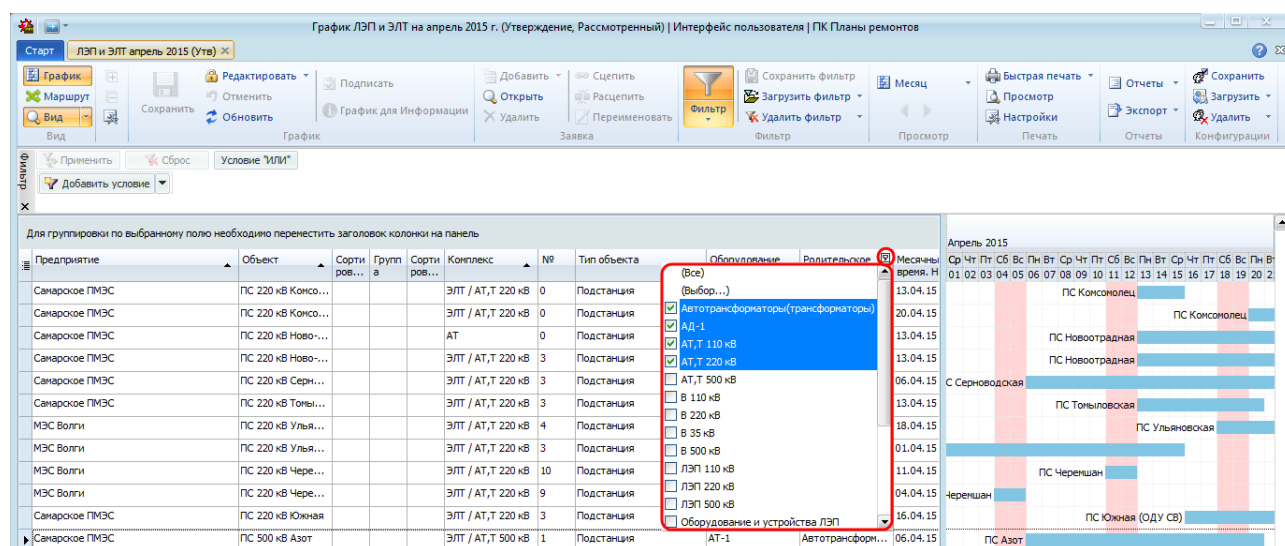 График ЛЭП и ЭЛТ на апрель 2015 г. (Утверждение, Рассмотренный) | Интерфейс пользователя | ПК Планы ремонтов
Старт ЛЭП и ЭЛТ апрель 2015 (Утв)
График Редактировать Подписать Добавить Сцепить Сохранить фильтр Месяц Быстрая печать Отчеты Сохранить
Маршрут Сохранить Отменить Открыть Расцепить Фильтр Загрузить фильтр Просмотр Загрузить
Вид Обновить График для Информации Удалить Переименовать Удалить фильтр Настройки Экспорт Удалить
Вид График Заявка Фильтр Просмотр Печать Отчеты Конфигурации
Фильтр
Применить Сброс Условие "ИЛИ"
Добавить условие
Для группировки по выбранному полю необходимо переместить заголовок колонки на панель
Апрель 2015
Предприятие Объект Сорти ров... Групп а Сорти ров... Комплекс № Тип объекта Оборудование Родительское Месячны время. Н
Ср Чт Пт Сб Вс Пн Вт Ср Чт Пт Сб Вс Пн Вт Ср Чт Пт Сб Вс Пн Вт
01 02 03 04 05 06 07 08 09 10 11 12 13 14 15 16 17 18 19 20 2
(Все)
(Выбор...)
Автотрансформаторы(трансформаторы)
АД-1
АТ,Т 110 кВ
АТ,Т 220 кВ
АТ,Т 500 кВ
В 110 кВ
В 220 кВ
В 35 кВ
В 500 кВ
ЛЭП 110 кВ
ЛЭП 220 кВ
ЛЭП 500 кВ
Оборудование и устройства ЛЭП
Самарское ПМЭС ПС 220 кВ Консо... ЭЛТ / АТ,Т 220 кВ 0 Подстанция 13.04.15 ПС Комсомолец
Самарское ПМЭС ПС 220 кВ Консо... ЭЛТ / АТ,Т 220 кВ 0 Подстанция 20.04.15 ПС Комсомолец
Самарское ПМЭС ПС 220 кВ Ново-... АТ 0 Подстанция 13.04.15 ПС Новоотрадная
Самарское ПМЭС ПС 220 кВ Ново-... ЭЛТ / АТ,Т 220 кВ 3 Подстанция 13.04.15 ПС Новоотрадная
Самарское ПМЭС ПС 220 кВ Серн... ЭЛТ / АТ,Т 220 кВ 3 Подстанция 06.04.15 С Серноводская
Самарское ПМЭС ПС 220 кВ Томы... ЭЛТ / АТ,Т 220 кВ 3 Подстанция 13.04.15 ПС Томыловская
МЭС Волги ПС 220 кВ Улья... ЭЛТ / АТ,Т 220 кВ 4 Подстанция 18.04.15 ПС Ульяновская
МЭС Волги ПС 220 кВ Улья... ЭЛТ / АТ,Т 220 кВ 3 Подстанция 01.04.15
МЭС Волги ПС 220 кВ Чере... ЭЛТ / АТ,Т 220 кВ 10 Подстанция 11.04.15 ПС Черемшан
МЭС Волги ПС 220 кВ Чере... ЭЛТ / АТ,Т 220 кВ 9 Подстанция 04.04.15 Черемшан
Самарское ПМЭС ПС 220 кВ Южная ЭЛТ / АТ,Т 220 кВ 3 Подстанция 16.04.15 ПС Южная (ОДУ СВ)
Самарское ПМЭС ПС 500 кВ Азот ЭЛТ / АТ,Т 500 кВ 1 Подстанция АТ-1 Автотрансформ... 06.04.15 ПС Азот